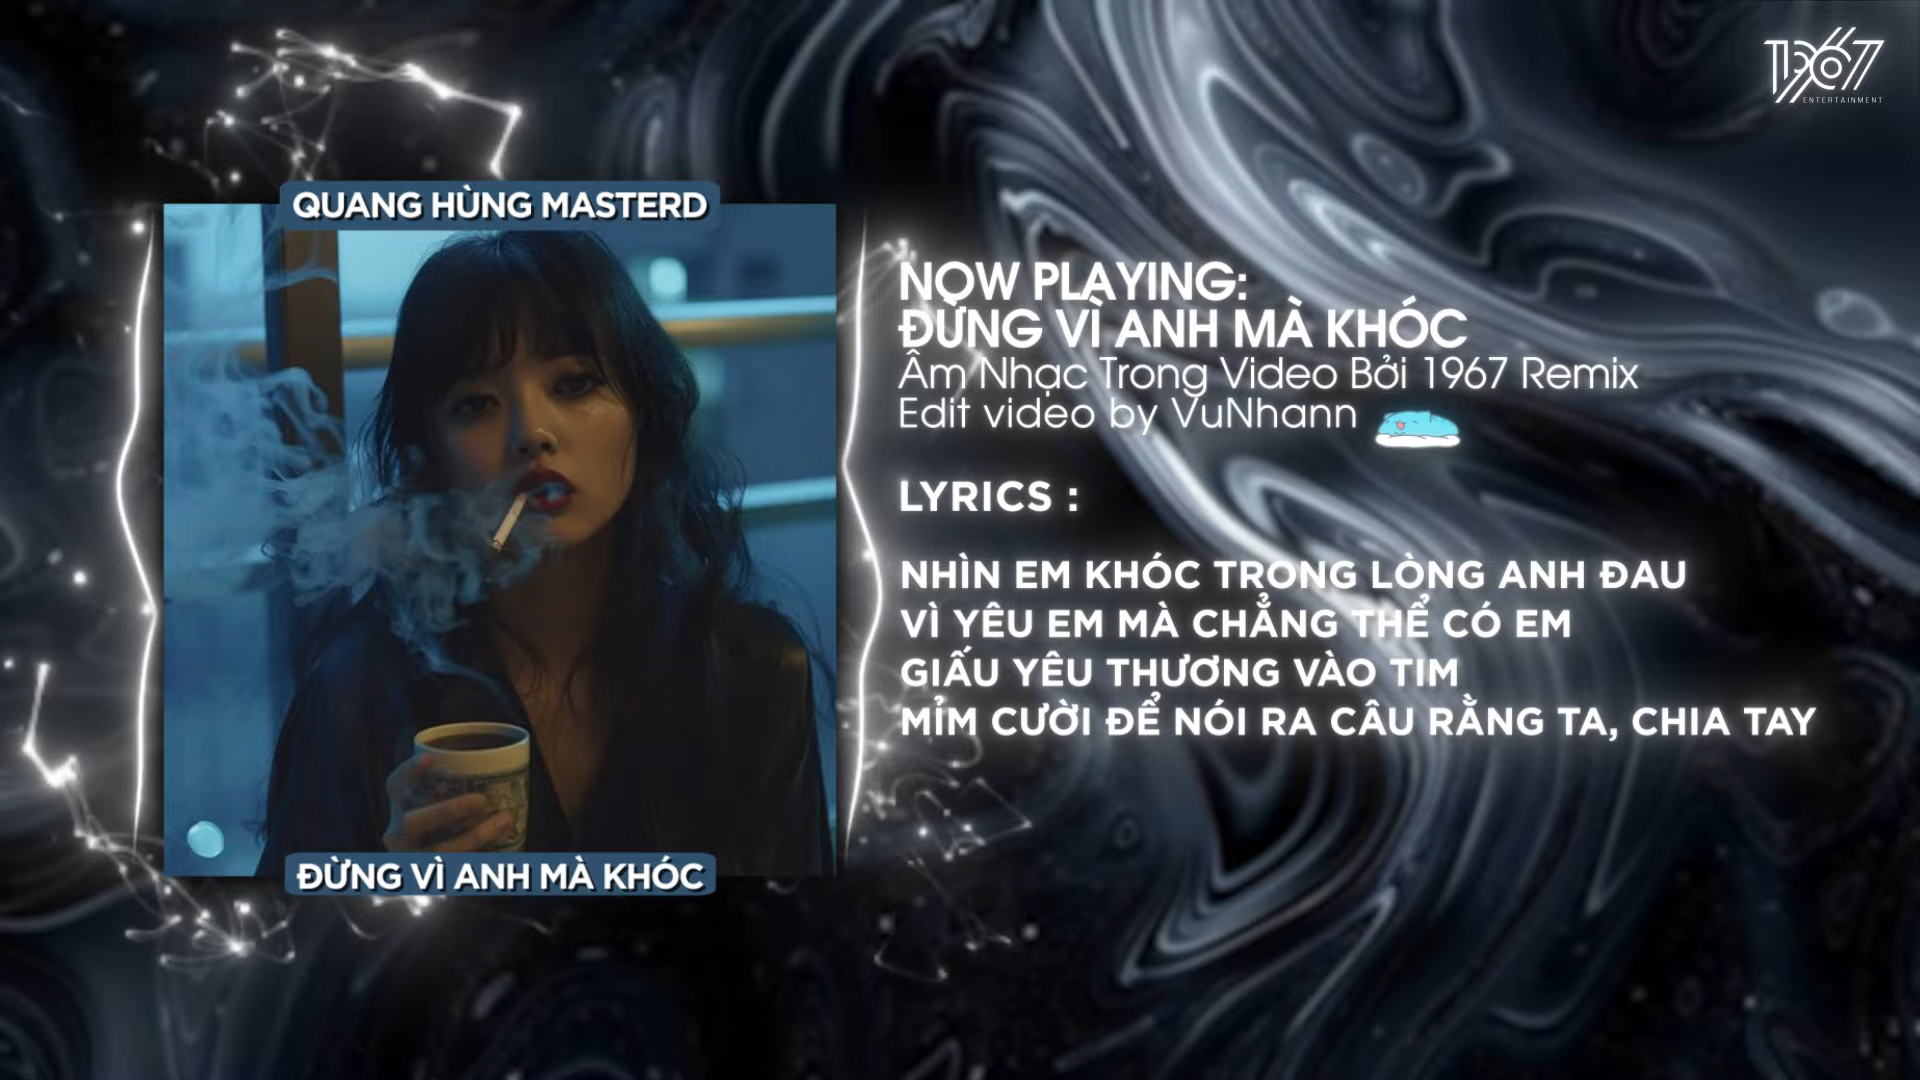 1967
ENTERTAINMENT
QUANG HÙNG MASTERD
ĐỪNG VÌ ANH MÀ KHÓC
NOW PLAYING:
ĐỪNG VÌ ANH MÀ KHÓC
Âm Nhạc Trong Video Bởi 1967 Remix
Edit video by VuNhann
LYRICS :
NHÌN EM KHÓC TRONG LÒNG ANH ĐAU
VÌ YÊU EM MÀ CHẲNG THỂ CÓ EM
GIẤU YÊU THƯƠNG VÀO TIM
MỈM CƯỜI ĐỂ NÓI RA CÂU RẰNG TA, CHIA TAY